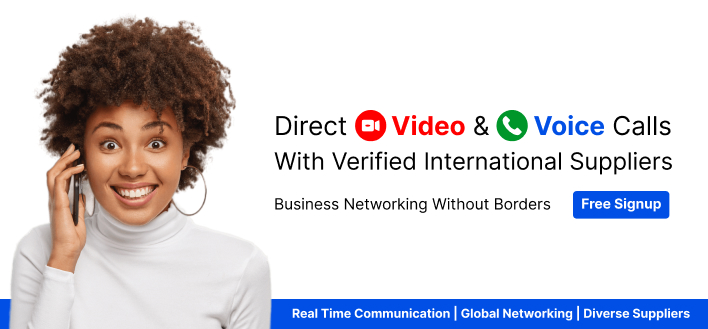 Direct Video & Voice Calls
With Verified International Suppliers
Business Networking Without Borders Free Signup
Real Time Communication | Global Networking | Diverse Suppliers